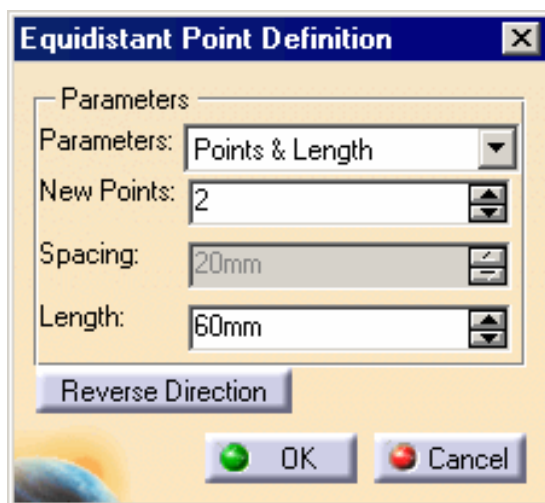 Equidistant Point Definition
Parameters
Parameters: Points & Length
New Points: 2
Spacing: 20mm
Length: 60mm
Reverse Direction
OK Cancel